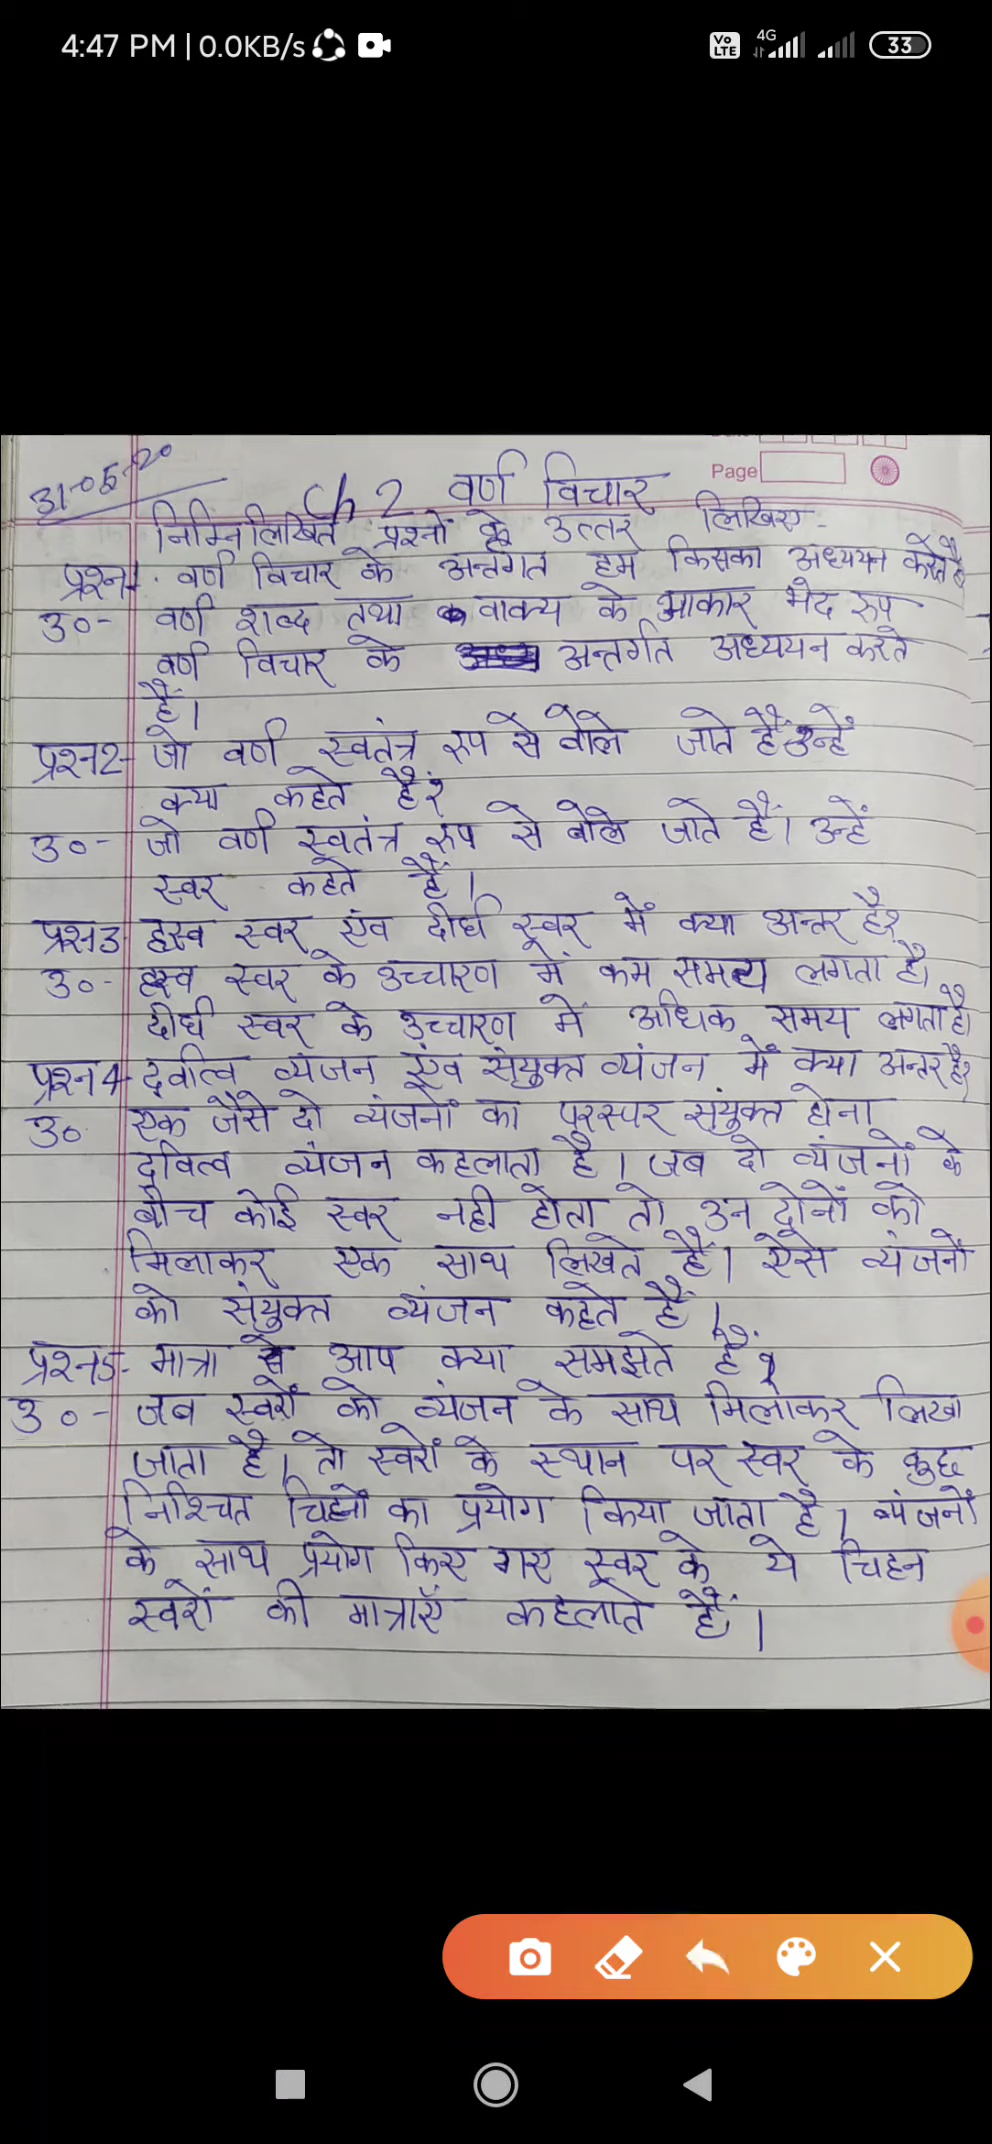 4:47 PM | 0.0KB/s
Vo LTE 4G 33
Page
31-05-20
Ch 2 वर्ण विचार
निम्नलिखित प्रश्नों के उत्तर लिखिए-
प्रश्न1. वर्ण विचार के अन्तर्गत हम किसका अध्ययन करते है
उ०- वर्ण शब्द तथा वाक्य के आकार भेद रुप
वर्ण विचार के अन्तर्गत अध्ययन करते
हैं।
प्रश्न2- जो वर्ण स्वतंत्र रुप से बोले जाते हैं उन्हें
क्या कहते हैं?
उ०- जो वर्ण स्वतंत्र रुप से बोले जाते हैं। उन्हें
स्वर कहते हैं।
प्रश्न3 ह्रस्व स्वर एंव दीर्घ स्वर में क्या अन्तर है?
उ०- ह्रस्व स्वर के उच्चारण में कम समय लगता है।
दीर्घ स्वर के उच्चारण में अधिक समय लगता है।
प्रश्न4- द्वीत्व व्यंजन एंव संयुक्त व्यंजन में क्या अन्तर है?
उ० एक जैसे दो व्यंजनों का परस्पर संयुक्त होना
द्वित्व व्यंजन कहलाता है। जब दो व्यंजनों के
बीच कोई स्वर नही होता तो उन दोनों को
मिलाकर एक साथ लिखते हैं। ऐसे व्यंजनों
को संयुक्त व्यंजन कहते हैं।
प्रश्न5- मात्रा से आप क्या समझते हैं?
उ०- जब स्वरों को व्यंजन के साथ मिलाकर लिखा
जाता है। तो स्वरों के स्थान पर स्वर के कुछ
निश्चित चिह्नों का प्रयोग किया जाता है। व्यंजनों
के साथ प्रयोग किए गए स्वर के ये चिहन
स्वरों की मात्राएँ कहलाते हैं।